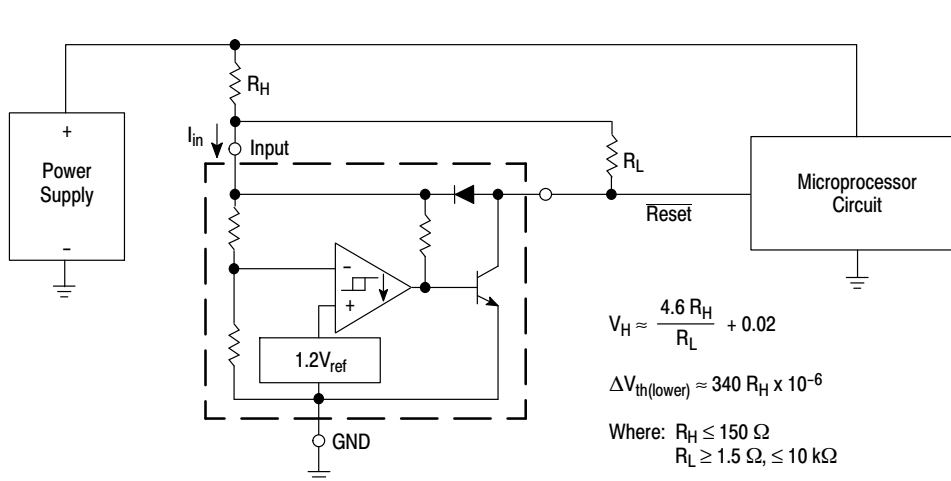 R_H
I_in
Input
+
Power
Supply
−
R_L
Reset
Microprocessor
Circuit
−
+
1.2V_ref
GND
V_H ≈ 4.6 R_H / R_L + 0.02
ΔV_th(lower) ≈ 340 R_H x 10^−6
Where: R_H ≤ 150 Ω
R_L ≥ 1.5 Ω, ≤ 10 kΩ